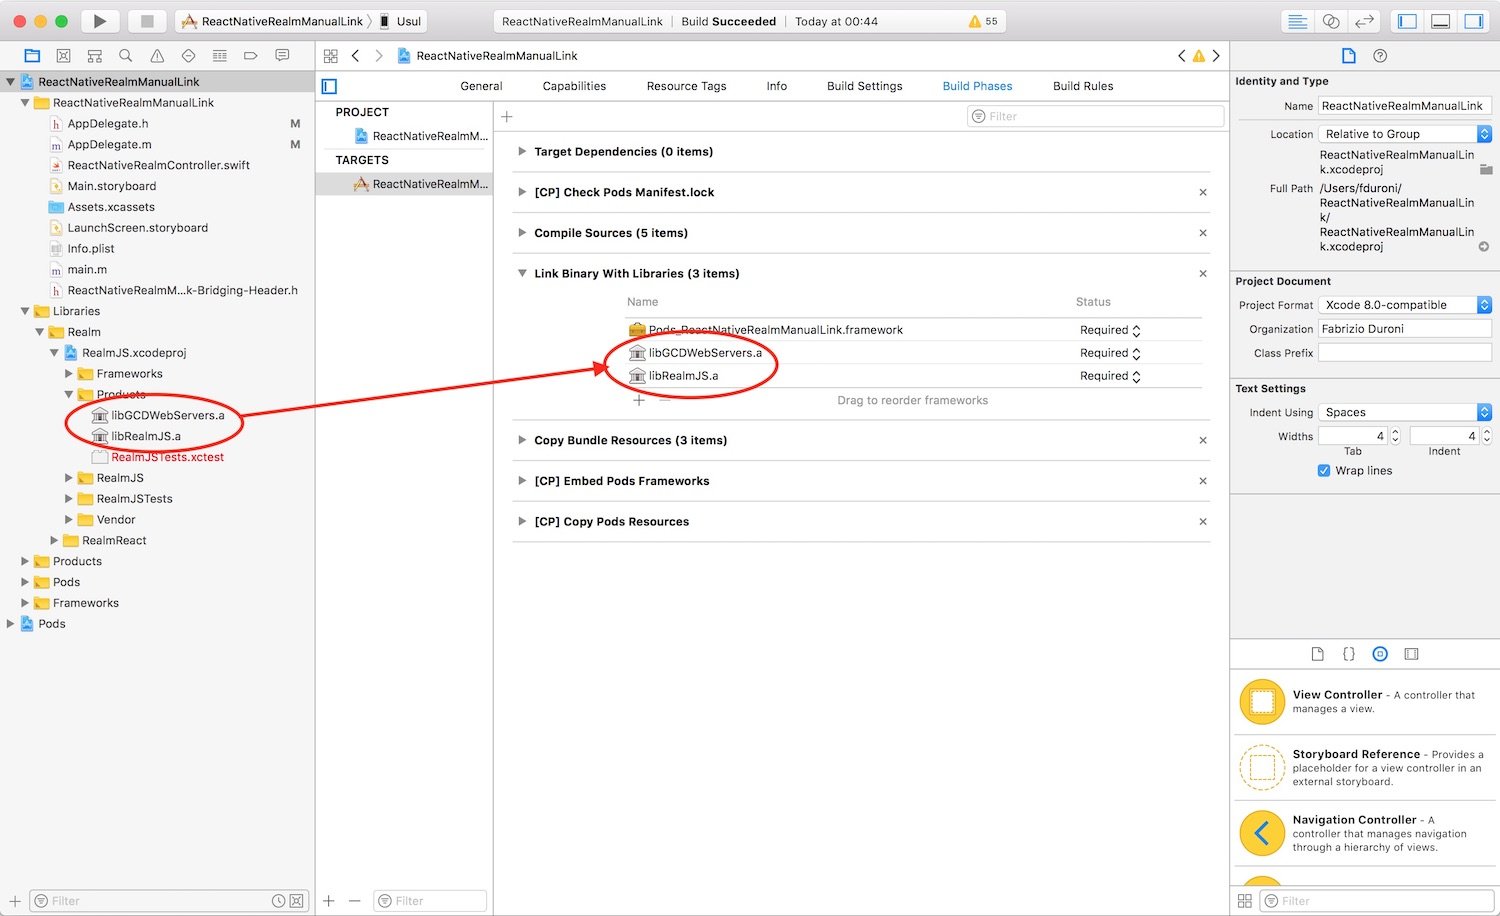 ReactNativeRealmManualLink
Usul
ReactNativeRealmManualLink | Build Succeeded | Today at 00:44
55
ReactNativeRealmManualLink
ReactNativeRealmManualLink
AppDelegate.h
M
AppDelegate.m
M
ReactNativeRealmController.swift
Main.storyboard
Assets.xcassets
LaunchScreen.storyboard
Info.plist
main.m
ReactNativeRealmM...k-Bridging-Header.h
Libraries
Realm
RealmJS.xcodeproj
Frameworks
Products
libGCDWebServers.a
libRealmJS.a
RealmJSTests.xctest
RealmJS
RealmJSTests
Vendor
RealmReact
Products
Pods
Frameworks
Pods
Filter
ReactNativeRealmManualLink
General
Capabilities
Resource Tags
Info
Build Settings
Build Phases
Build Rules
PROJECT
ReactNativeRealmM...
TARGETS
ReactNativeRealmM...
Filter
Filter
Target Dependencies (0 items)
[CP] Check Pods Manifest.lock
Compile Sources (5 items)
Link Binary With Libraries (3 items)
Name
Status
Pods_ReactNativeRealmManualLink.framework
Required
libGCDWebServers.a
Required
libRealmJS.a
Required
Drag to reorder frameworks
Copy Bundle Resources (3 items)
[CP] Embed Pods Frameworks
[CP] Copy Pods Resources
Identity and Type
Name ReactNativeRealmManualLink
Location Relative to Group
ReactNativeRealmManualLin
k.xcodeproj
Full Path /Users/fduroni/
ReactNativeRealmManualLin
k/
ReactNativeRealmManualLin
k.xcodeproj
Project Document
Project Format Xcode 8.0-compatible
Organization Fabrizio Duroni
Class Prefix
Text Settings
Indent Using Spaces
Widths 4 4
Tab Indent
Wrap lines
{}
View Controller - A controller that
manages a view.
Storyboard Reference - Provides a
placeholder for a view controller in an
external storyboard.
Navigation Controller - A
controller that manages navigation
through a hierarchy of views.
Filter